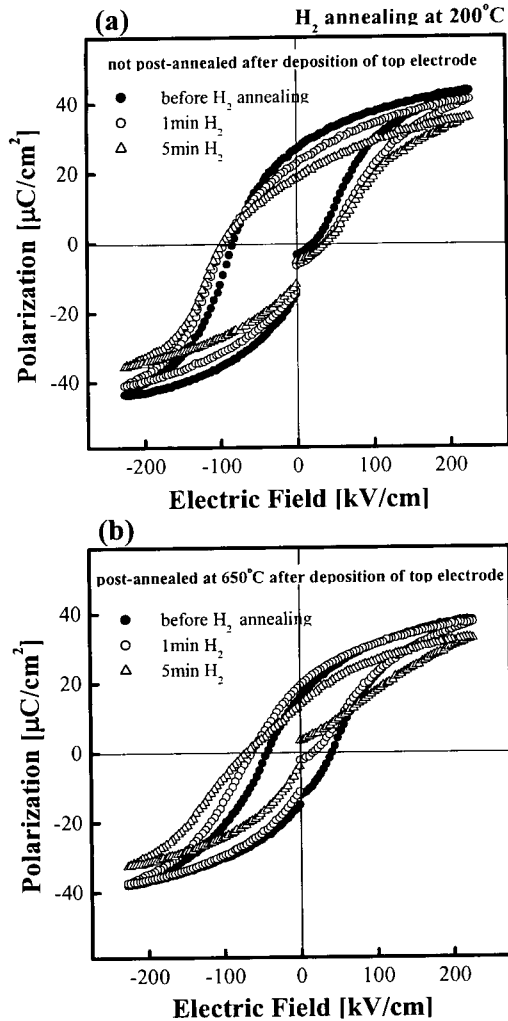 (a)
H₂ annealing at 200°C
not post-annealed after deposition of top electrode
before H₂ annealing
1min H₂
5min H₂
40
20
0
-20
-40
Polarization [μC/cm²]
-200 -100 0 100 200
Electric Field [kV/cm]
(b)
post-annealed at 650°C after deposition of top electrode
before H₂ annealing
1min H₂
5min H₂
40
20
0
-20
-40
Polarization [μC/cm²]
-200 -100 0 100 200
Electric Field [kV/cm]